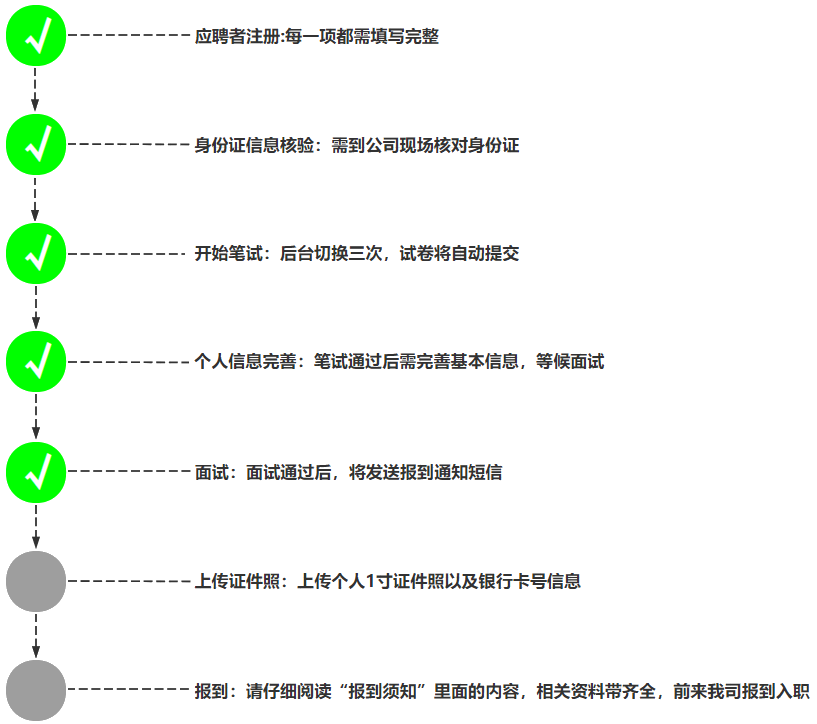 应聘者注册:每一项都需填写完整
身份证信息核验：需到公司现场核对身份证
开始笔试：后台切换三次，试卷将自动提交
个人信息完善：笔试通过后需完善基本信息，等候面试
面试：面试通过后，将发送报到通知短信
上传证件照：上传个人1寸证件照以及银行卡号信息
报到：请仔细阅读“报到须知”里面的内容，相关资料带齐全，前来我司报到入职